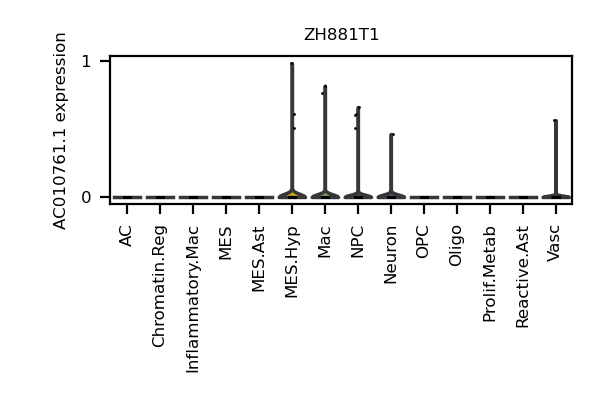 ZH881T1
AC010761.1 expression
1
0
AC
Chromatin.Reg
Inflammatory.Mac
MES
MES.Ast
MES.Hyp
Mac
NPC
Neuron
OPC
Oligo
Prolif.Metab
Reactive.Ast
Vasc